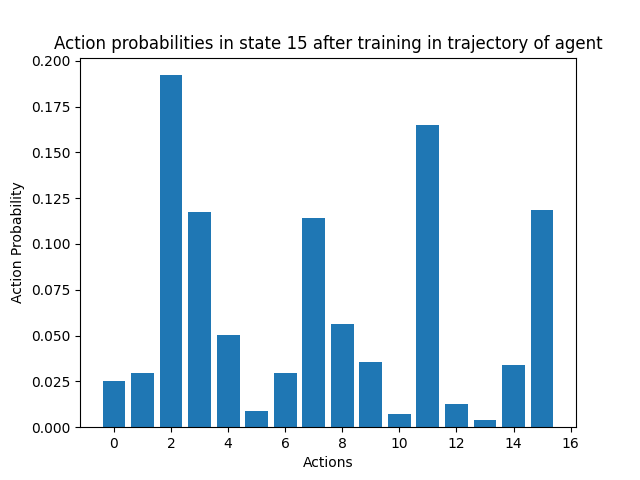 Action probabilities in state 15 after training in trajectory of agent
0.200
0.175
0.150
0.125
0.100
0.075
0.050
0.025
0.000
Action Probability
0 2 4 6 8 10 12 14 16
Actions